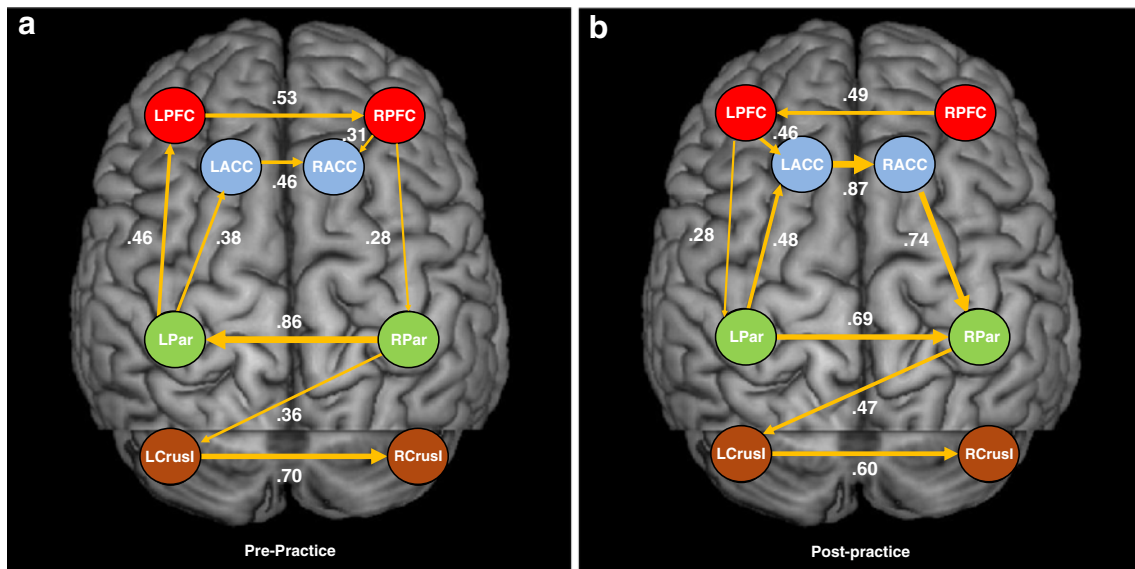 a
.53
LPFC
RPFC
.31
LACC
RACC
.46
.46
.38
.28
.86
LPar
RPar
.36
LCrusI
RCrusI
.70
Pre-Practice
b
.49
LPFC
RPFC
.46
LACC
RACC
.87
.28
.48
.74
.69
LPar
RPar
.47
LCrusI
RCrusI
.60
Post-practice